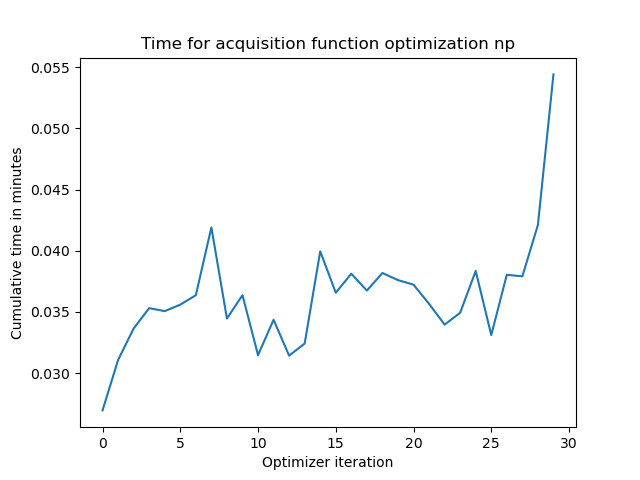 Time for acquisition function optimization np
0.055
0.050
0.045
0.040
0.035
0.030
Cumulative time in minutes
0 5 10 15 20 25 30
Optimizer iteration